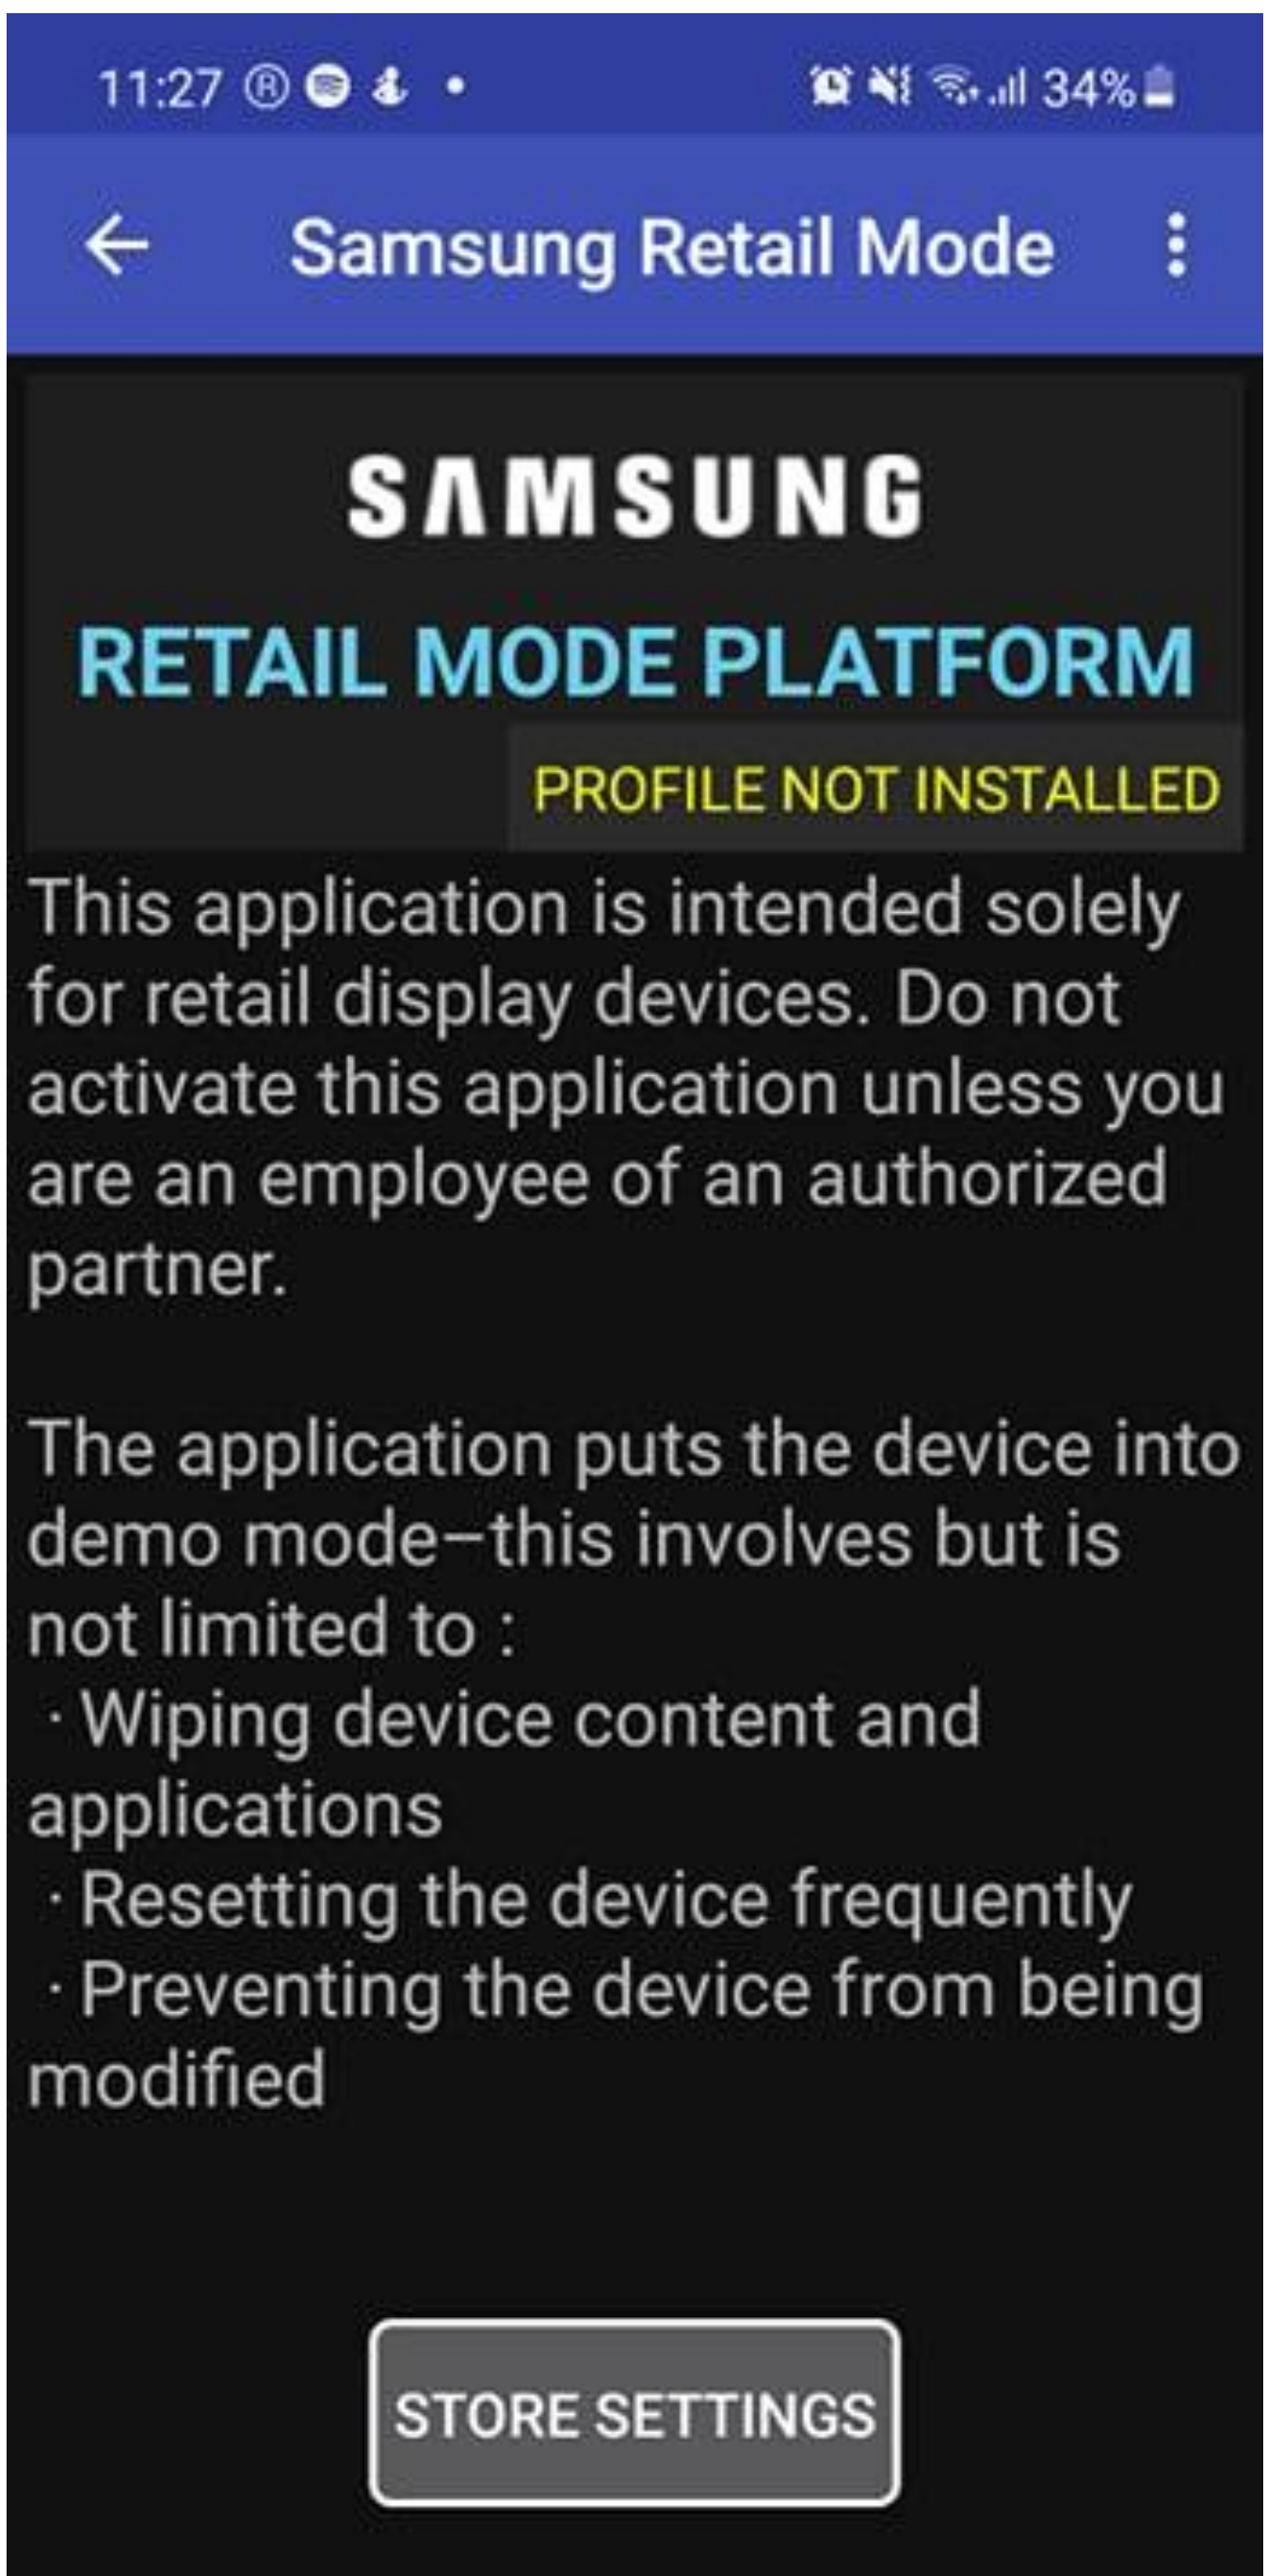 11:27 ® 34%
Samsung Retail Mode
SAMSUNG
RETAIL MODE PLATFORM
PROFILE NOT INSTALLED
This application is intended solely
for retail display devices. Do not
activate this application unless you
are an employee of an authorized
partner.
The application puts the device into
demo mode–this involves but is
not limited to :
· Wiping device content and
applications
· Resetting the device frequently
· Preventing the device from being
modified
STORE SETTINGS